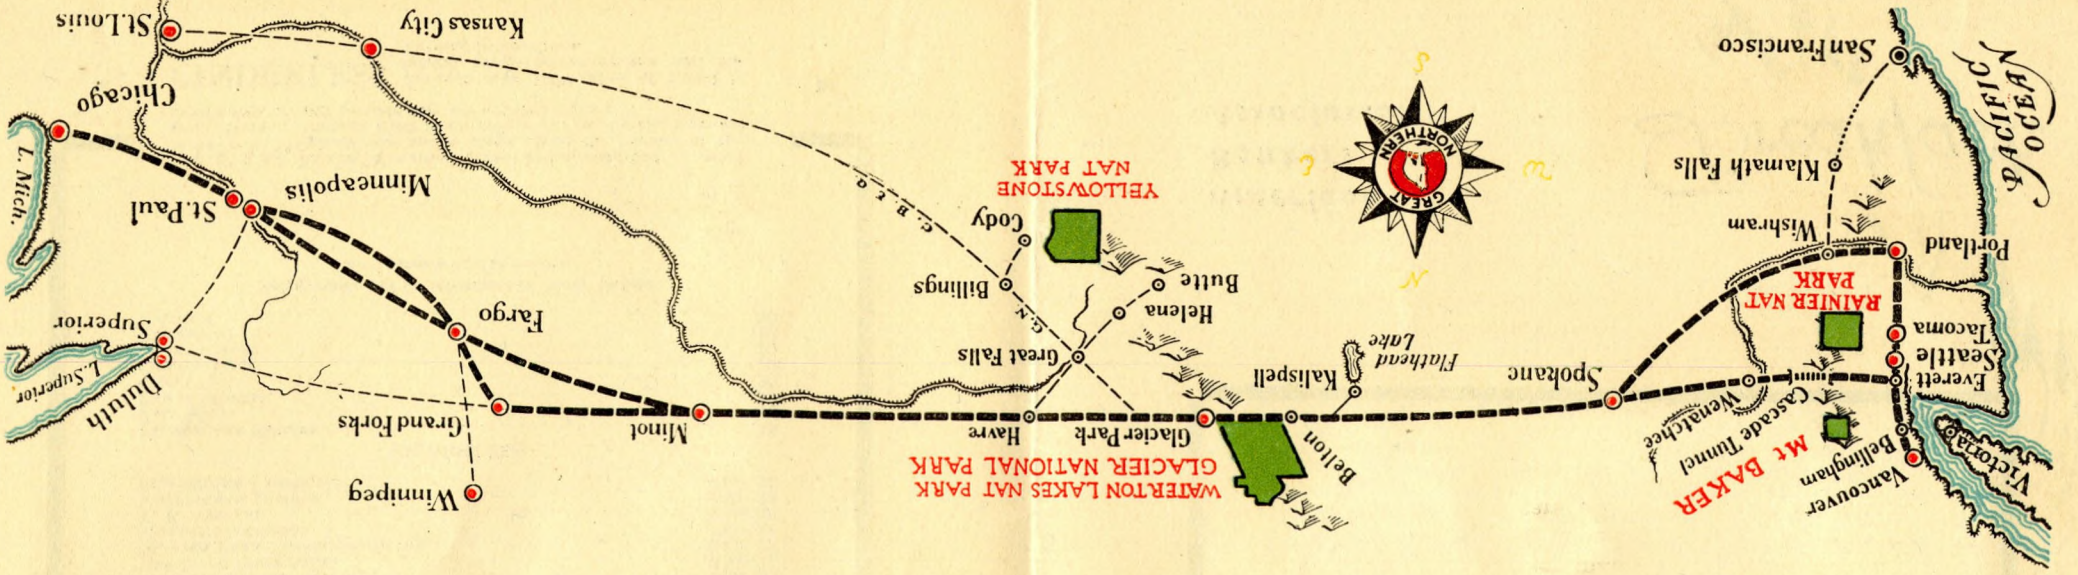 Vancouver
Bellingham
Victoria
Mt BAKER
Cascade Tunnel
Wenatchee
Everett
Seattle
Tacoma
RAINIER NAT
PARK
Portland
Wishram
Klamath Falls
San Francisco
PACIFIC
OCEAN
Spokane
Flathead
Lake
Kalispell
Belton
WATERTON LAKES NAT PARK
GLACIER NATIONAL PARK
Glacier Park
Havre
Great Falls
Helena
Butte
G.N.
Billings
Cody
YELLOWSTONE
NAT PARK
C. B. & Q.
N
W
E
S
GREAT
NORTHERN
Minot
Winnipeg
Grand Forks
Fargo
Duluth
L. Superior
Superior
Minneapolis
St. Paul
L. Mich.
Chicago
Kansas City
St. Louis